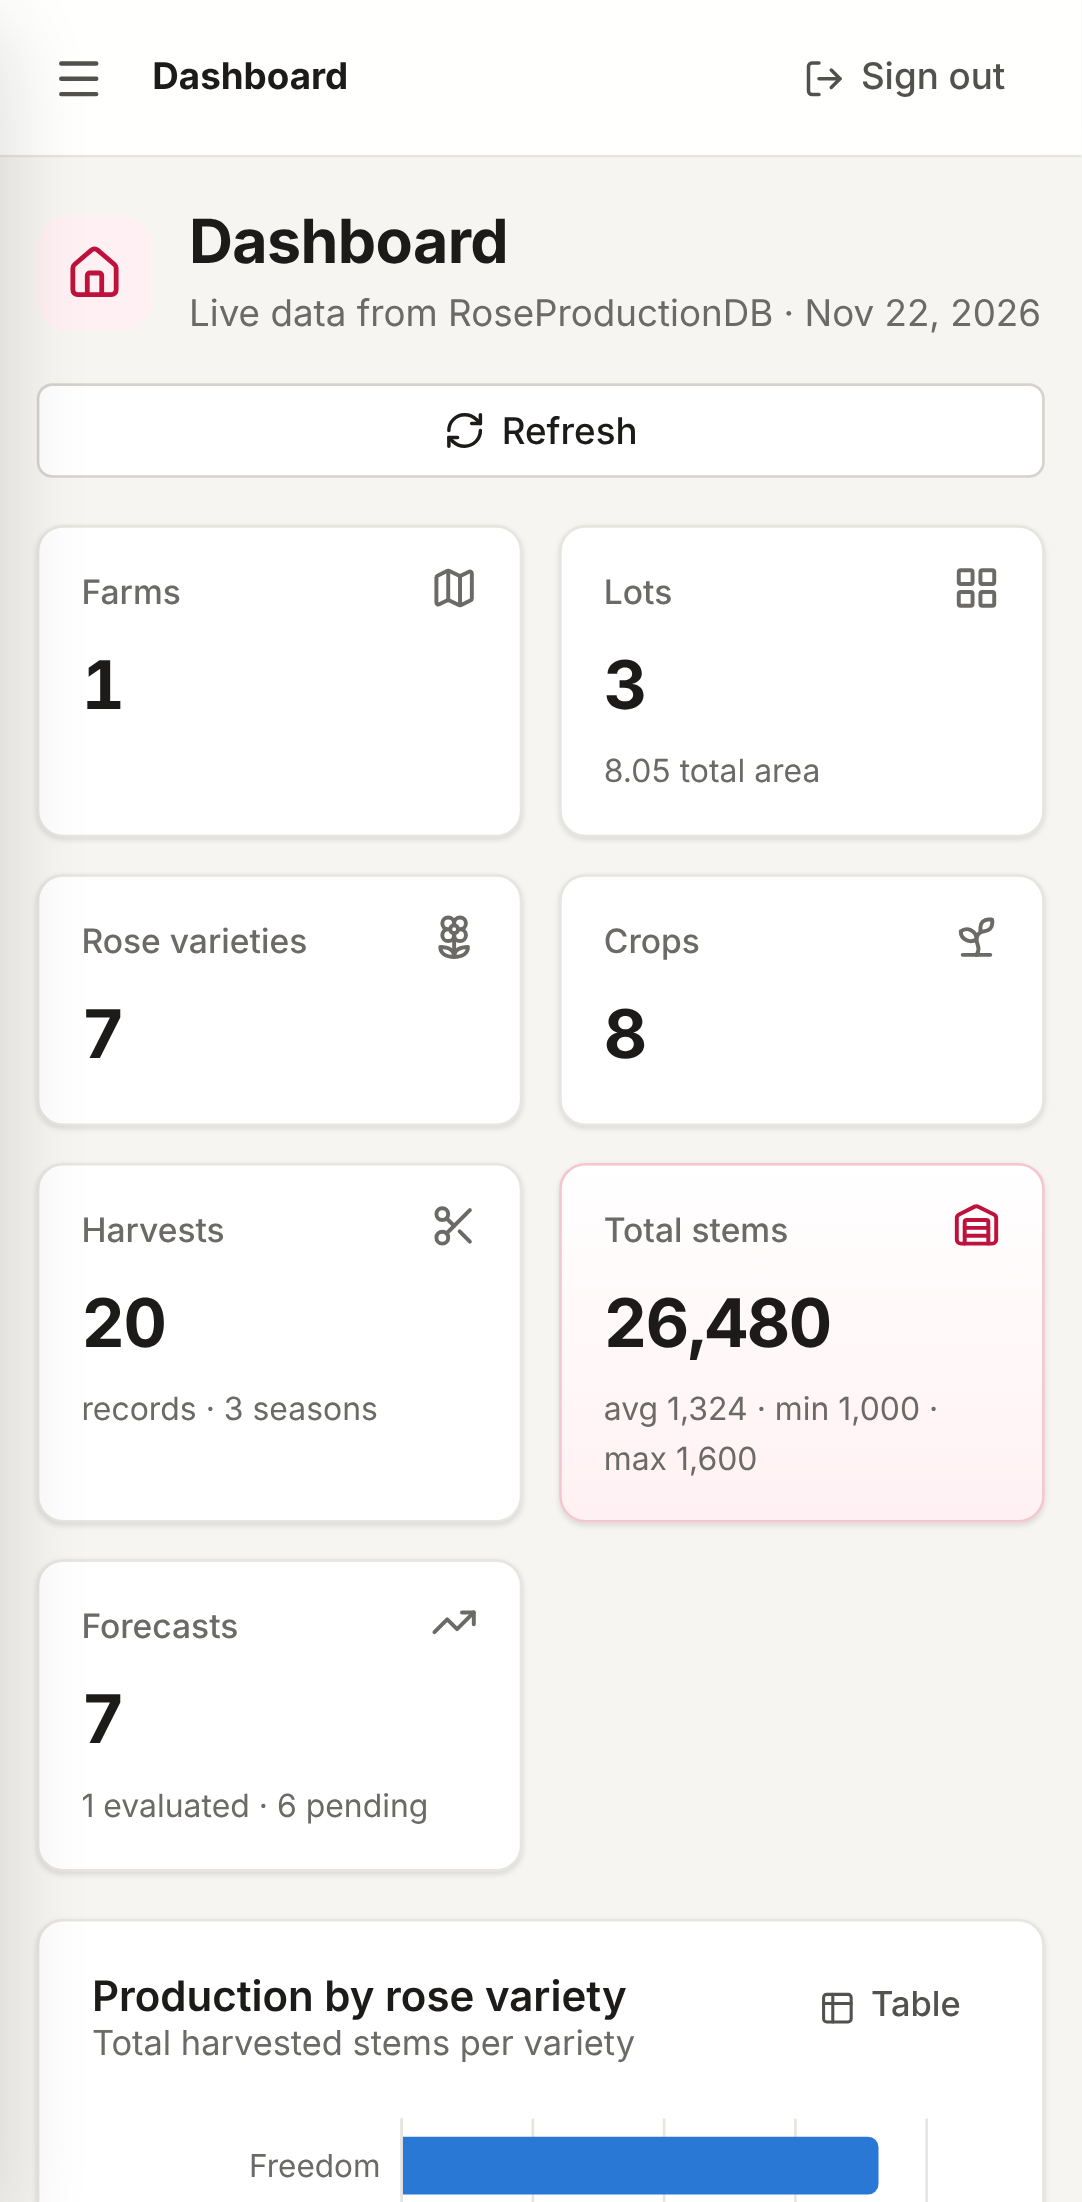 Dashboard
Sign out
Dashboard
Live data from RoseProductionDB · Nov 22, 2026
Refresh
Farms
1
Lots
3
8.05 total area
Rose varieties
7
Crops
8
Harvests
20
records · 3 seasons
Total stems
26,480
avg 1,324 · min 1,000 ·
max 1,600
Forecasts
7
1 evaluated · 6 pending
Production by rose variety
Total harvested stems per variety
Table
Freedom